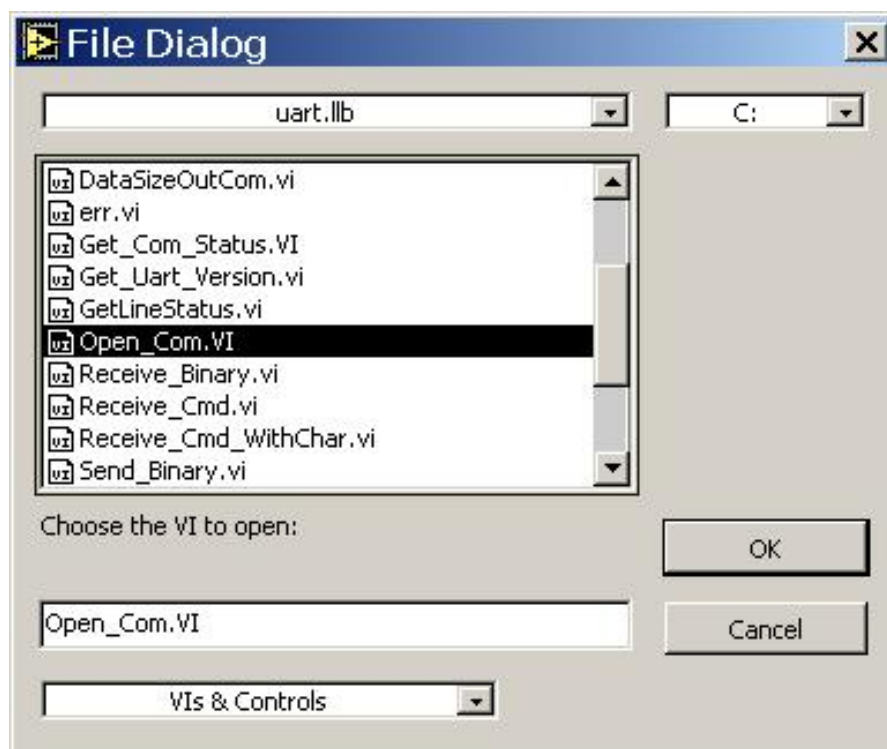 File Dialog
uart.llb
C:
DataSizeOutCom.vi
err.vi
Get_Com_Status.VI
Get_Uart_Version.vi
GetLineStatus.vi
Open_Com.VI
Receive_Binary.vi
Receive_Cmd.vi
Receive_Cmd_WithChar.vi
Send_Binary.vi
Choose the VI to open:
OK
Open_Com.VI
Cancel
VIs & Controls